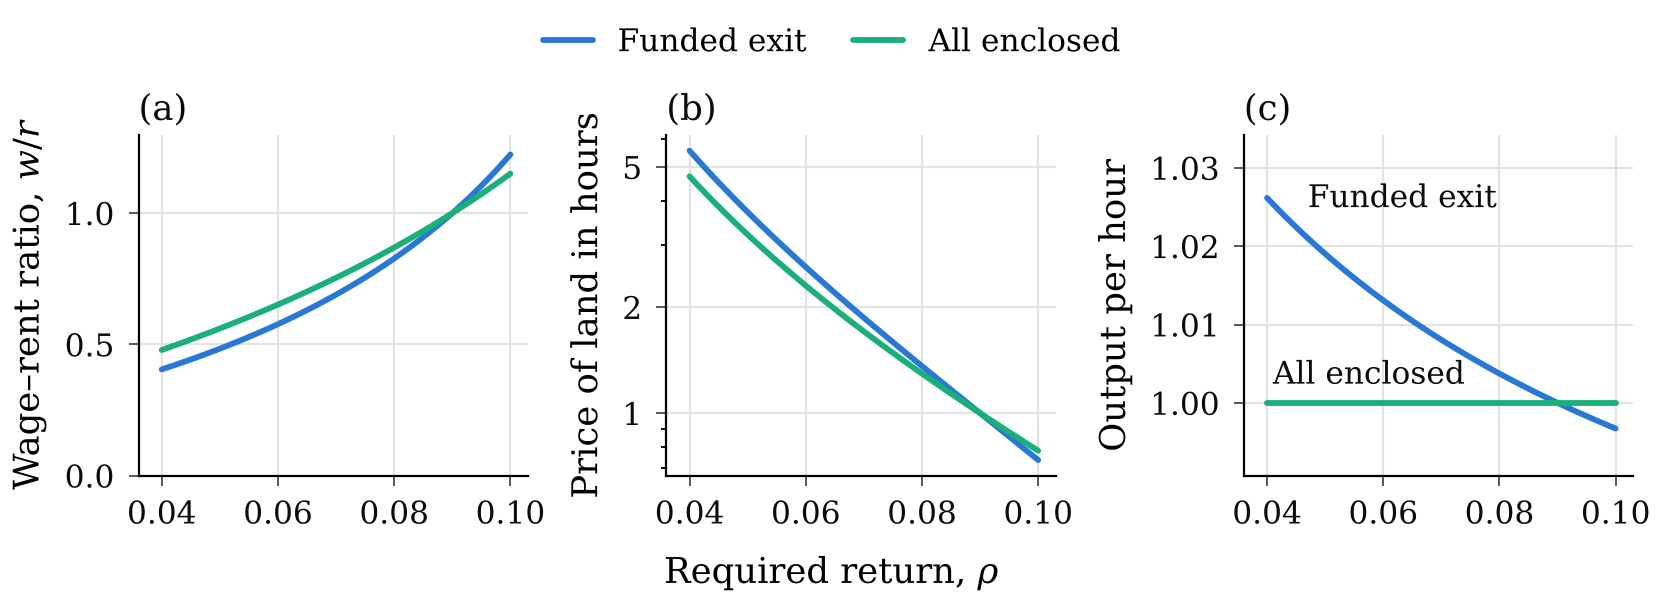 Funded exit
All enclosed
(a)
Wage–rent ratio, w/r
1.0
0.5
0.0
0.04 0.06 0.08 0.10
(b)
Price of land in hours
5
2
1
0.04 0.06 0.08 0.10
(c)
Output per hour
1.03
1.02
1.01
1.00
Funded exit
All enclosed
0.04 0.06 0.08 0.10
Required return, ρ